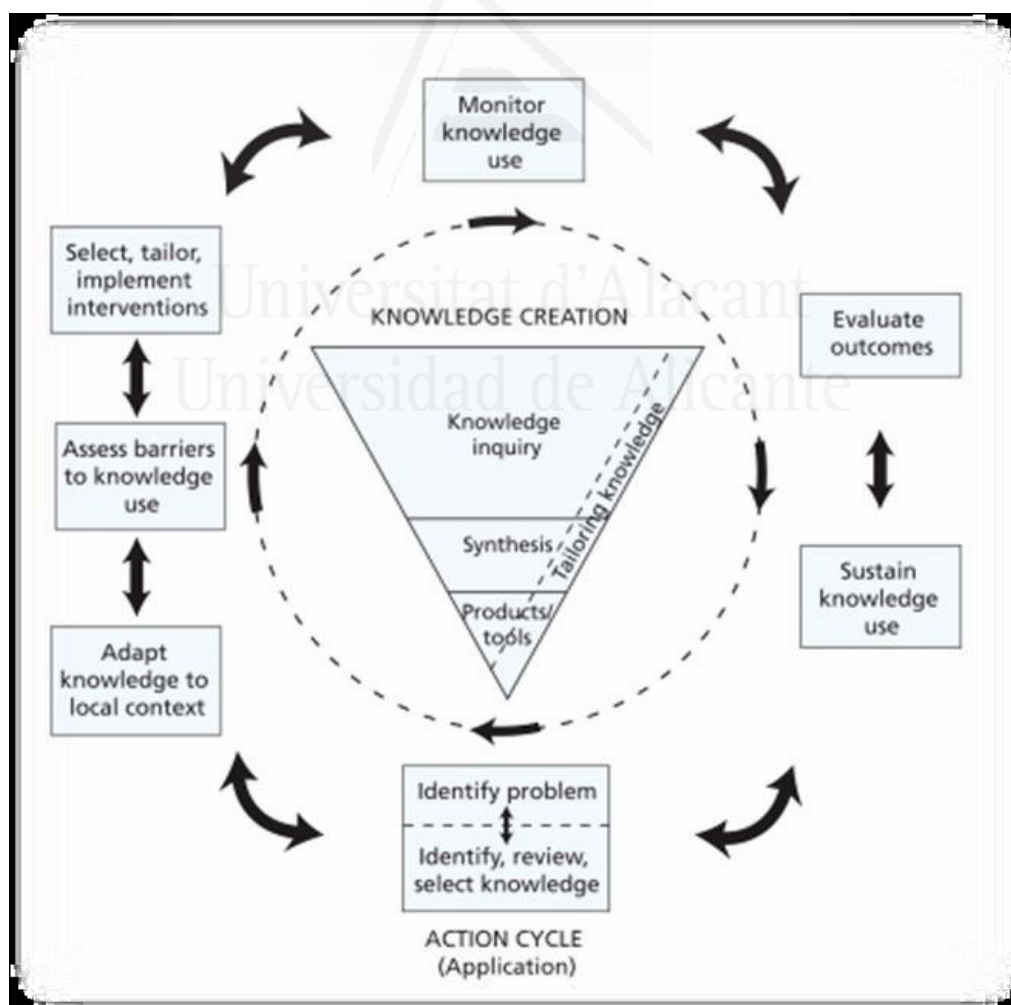 Monitor
knowledge
use
Select, tailor,
implement
interventions
Universitat d'Alacant
Universidad de Alicante
KNOWLEDGE CREATION
Evaluate
outcomes
Knowledge
inquiry
Tailoring knowledge
Assess barriers
to knowledge
use
Synthesis
Products/
tools
Sustain
knowledge
use
Adapt
knowledge to
local context
Identify problem
Identify, review,
select knowledge
ACTION CYCLE
(Application)